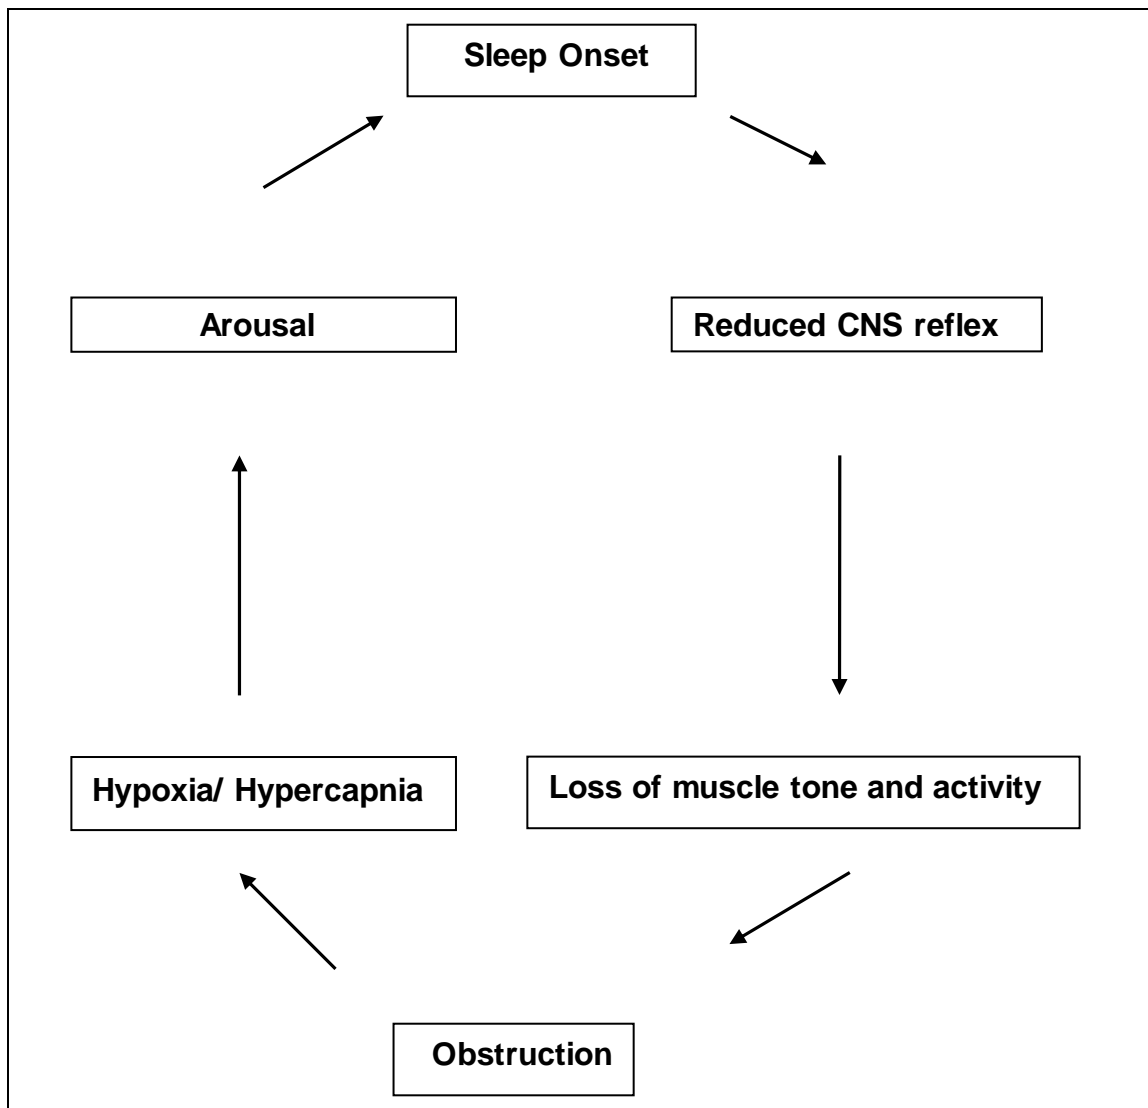 Sleep Onset
Arousal
Reduced CNS reflex
Hypoxia/ Hypercapnia
Loss of muscle tone and activity
Obstruction